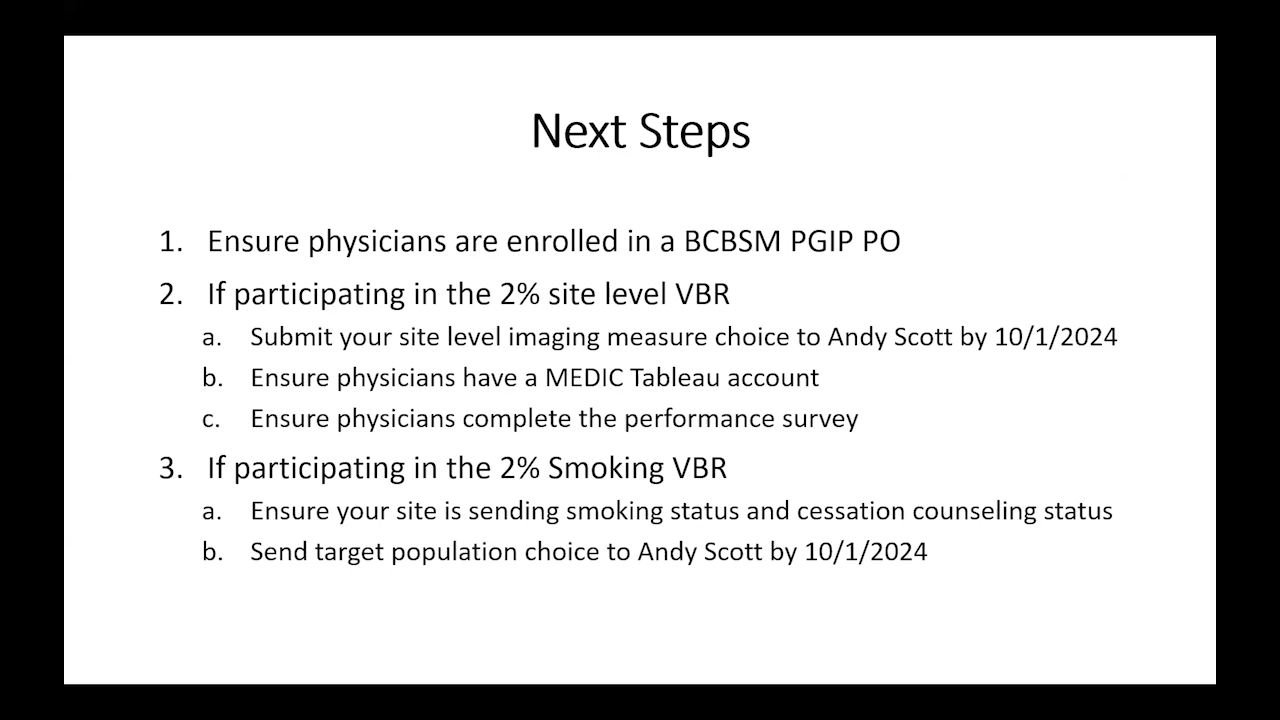 Next Steps
1. Ensure physicians are enrolled in a BCBSM PGIP PO
2. If participating in the 2% site level VBR
a. Submit your site level imaging measure choice to Andy Scott by 10/1/2024
b. Ensure physicians have a MEDIC Tableau account
c. Ensure physicians complete the performance survey
3. If participating in the 2% Smoking VBR
a. Ensure your site is sending smoking status and cessation counseling status
b. Send target population choice to Andy Scott by 10/1/2024